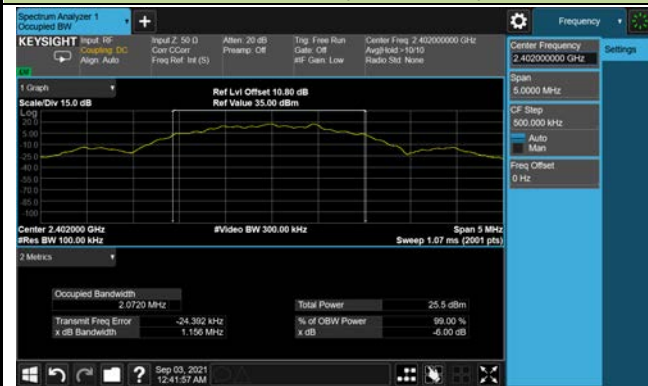 Spectrum Analyzer 1
Occupied BW
+
Frequency
KEYSIGHT Input: RF Input Z: 50 Ω Atten: 20 dB Trig: Free Run Center Freq: 2.402000000 GHz
Coupling: DC Corr CCorr Preamp: Off Gate: Off Avg|Hold:>10/10
Align: Auto Freq Ref: Int (S) #IF Gain: Low Radio Std: None
Center Frequency
2.402000000 GHz
Settings
Span
5.0000 MHz
CF Step
500.000 kHz
Auto
Man
Freq Offset
0 Hz
1 Graph
Ref Lvl Offset 10.80 dB
Scale/Div 15.0 dB Ref Value 35.00 dBm
Log
20.0
5.00
-10.0
-25.0
-40.0
-55.0
-70.0
-85.0
-100
Center 2.402000 GHz #Video BW 300.00 kHz Span 5 MHz
#Res BW 100.00 kHz Sweep 1.07 ms (2001 pts)
2 Metrics
Occupied Bandwidth
2.0720 MHz Total Power 25.5 dBm
Transmit Freq Error -24.392 kHz % of OBW Power 99.00 %
x dB Bandwidth 1.156 MHz x dB -6.00 dB
?
Sep 03, 2021
12:41:57 AM